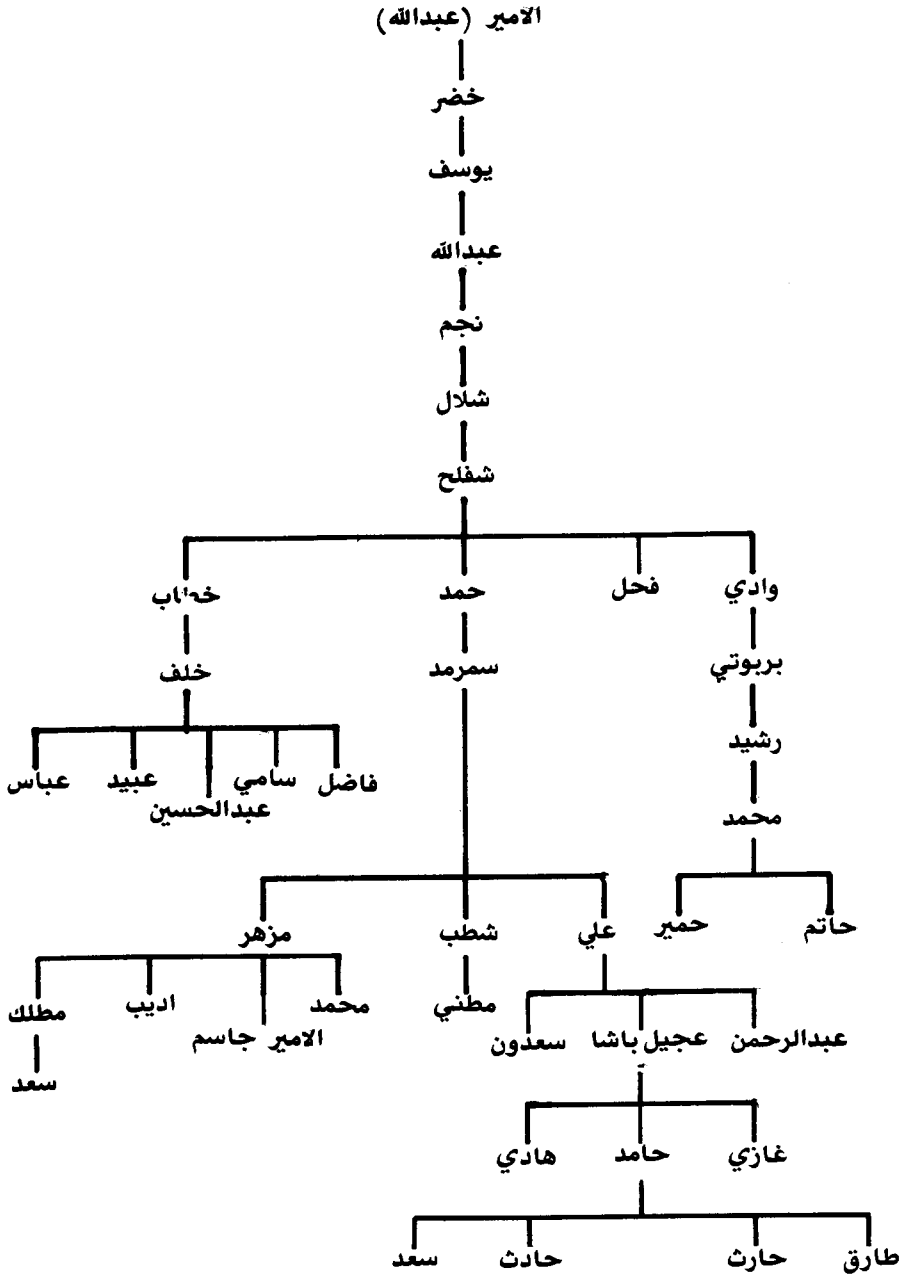 الامير (عبدالله)
خضر
يوسف
عبدالله
نجم
شلال
شفلح
وادي فحل حمد خطاب
بربوتي سمرمد خلف
رشيد
فاضل سامي عبيد عباس
عبدالحسين
محمد
حاتم حمير علي شطب مزهر
محمد اديب مطلك
مطني
الامير جاسم
عبدالرحمن عجيل باشا سعدون
سعد
غازي حامد هادي
طارق حارث حادث سعد